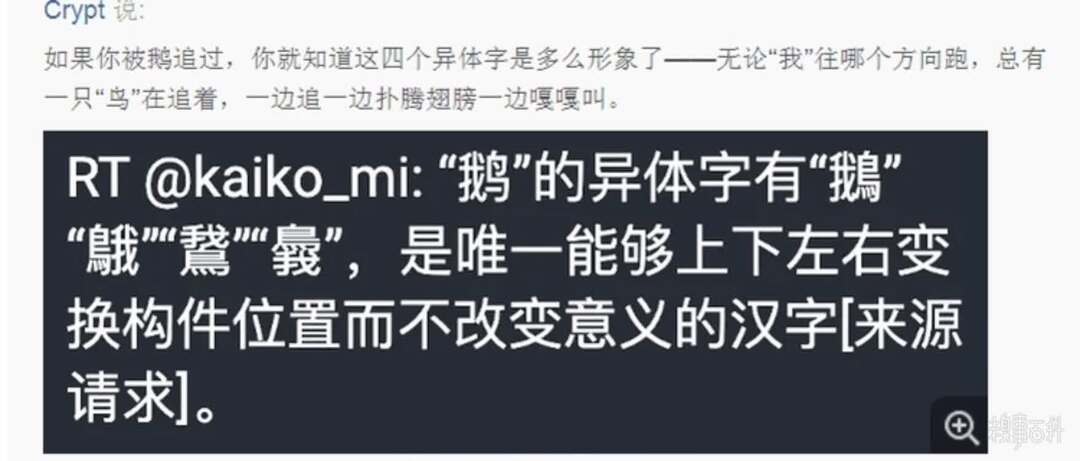 Crypt 说:
如果你被鹅追过，你就知道这四个异体字是多么形象了——无论“我”往哪个方向跑，总有
一只“鸟”在追着，一边追一边扑腾翅膀一边嘎嘎叫。
RT @kaiko_mi: “鹅”的异体字有“鵝”
“鵞”“䳘”，是唯一能够上下左右变
换构件位置而不改变意义的汉字[来源
请求]。
糗事百科